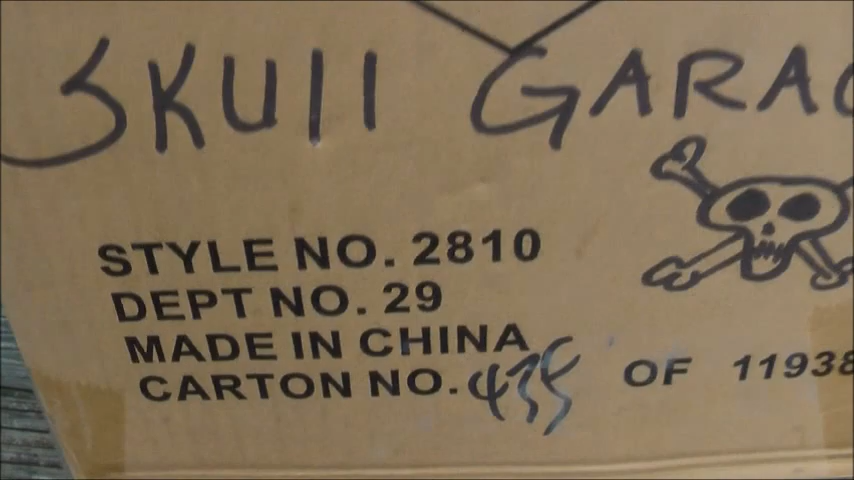 SKUll GARAG
STYLE NO. 2810
DEPT NO. 29
MADE IN CHINA
CARTON NO. 435 OF 11938